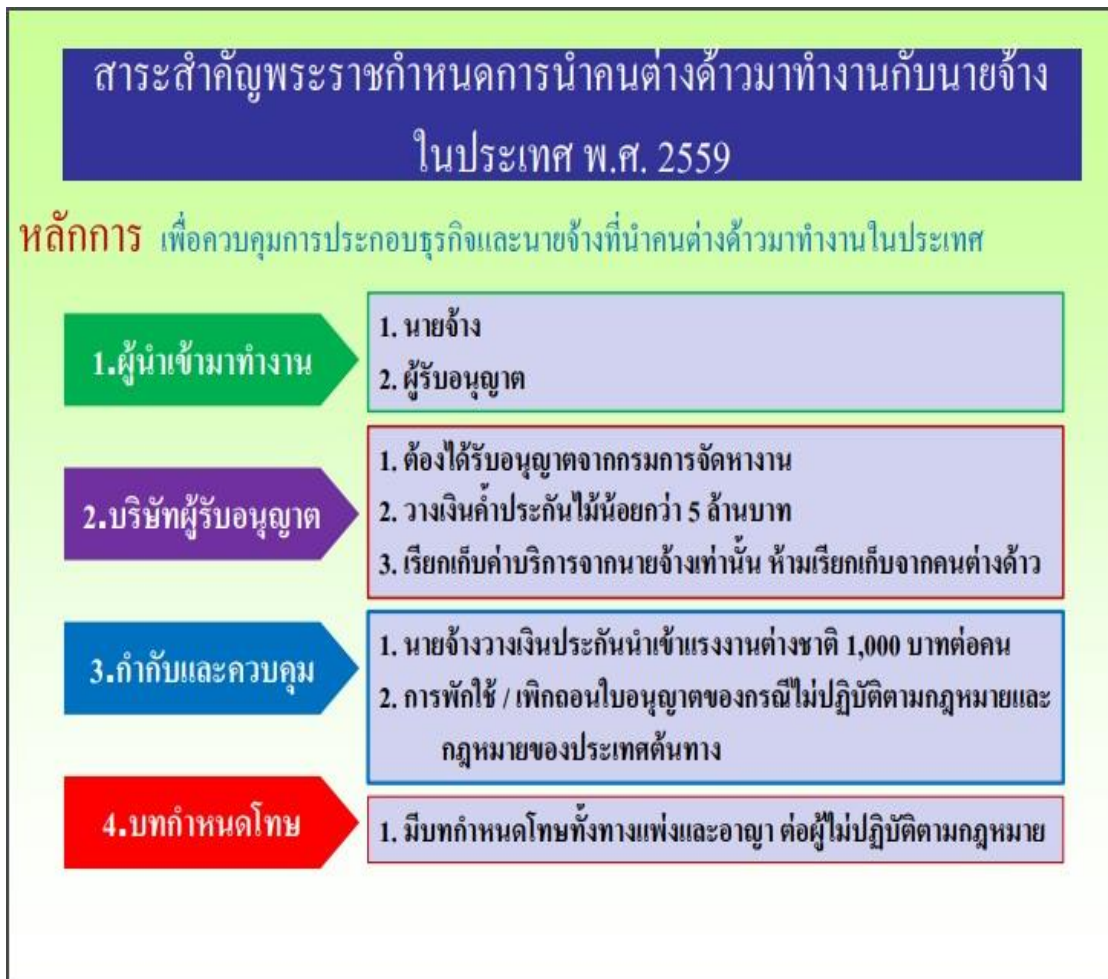 สาระสำคัญพระราชกำหนดการนำคนต่างด้าวมาทำงานกับนายจ้าง
ในประเทศ พ.ศ. 2559
หลักการ เพื่อควบคุมการประกอบธุรกิจและนายจ้างที่นำคนต่างด้าวมาทำงานในประเทศ
1.ผู้นำเข้ามาทำงาน
1. นายจ้าง
2. ผู้รับอนุญาต
2.บริษัทผู้รับอนุญาต
1. ต้องได้รับอนุญาตจากกรมการจัดหางาน
2. วางเงินค้ำประกันไม้น้อยกว่า 5 ล้านบาท
3. เรียกเก็บค่าบริการจากนายจ้างเท่านั้น ห้ามเรียกเก็บจากคนต่างด้าว
3.กำกับและควบคุม
1. นายจ้างวางเงินประกันนำเข้าแรงงานต่างชาติ 1,000 บาทต่อคน
2. การพักใช้ / เพิกถอนใบอนุญาตของกรณีไม่ปฏิบัติตามกฎหมายและ
กฎหมายของประเทศต้นทาง
4.บทกำหนดโทษ
1. มีบทกำหนดโทษทั้งทางแพ่งและอาญา ต่อผู้ไม่ปฏิบัติตามกฎหมาย